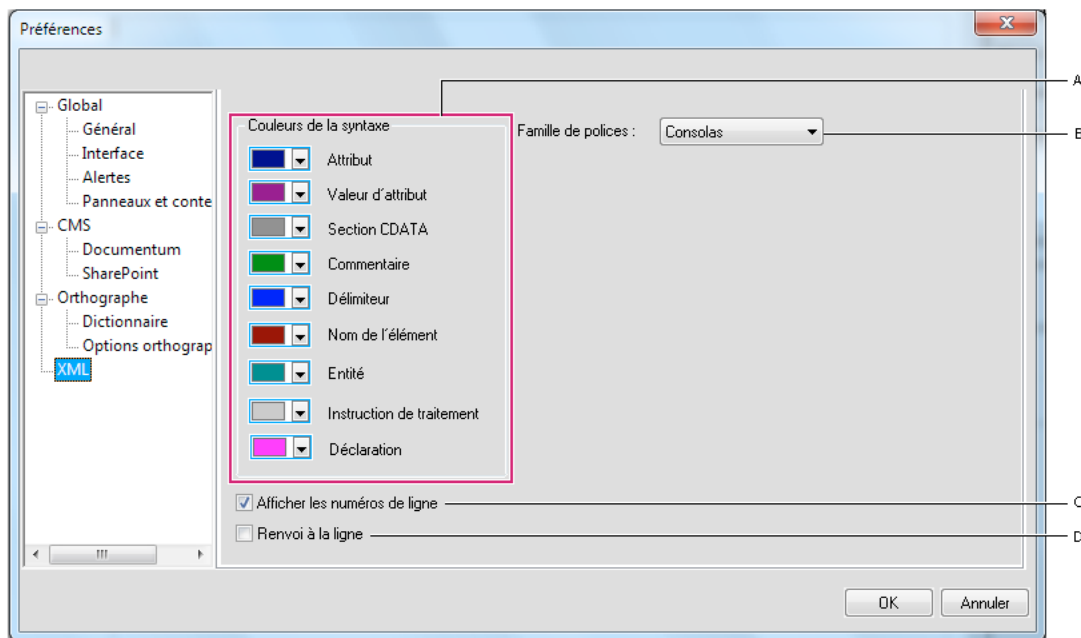 Préférences
A
Global
Général
Interface
Alertes
Panneaux et conte
CMS
Documentum
SharePoint
Orthographe
Dictionnaire
Options orthograp
XML
Couleurs de la syntaxe
Attribut
Valeur d´attribut
Section CDATA
Commentaire
Délimiteur
Nom de l´élément
Entité
Instruction de traitement
Déclaration
Famille de polices : Consolas
B
Afficher les numéros de ligne
C
Renvoi à la ligne
D
OK Annuler